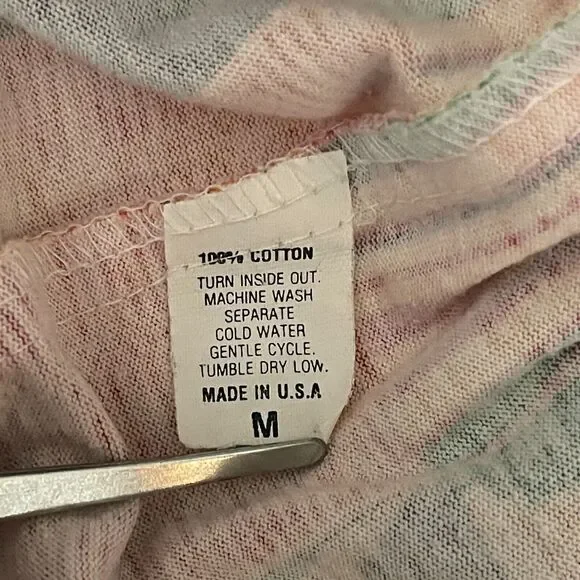 100% COTTON
TURN INSIDE OUT.
MACHINE WASH
SEPARATE
COLD WATER
GENTLE CYCLE.
TUMBLE DRY LOW.
MADE IN U.S.A
M